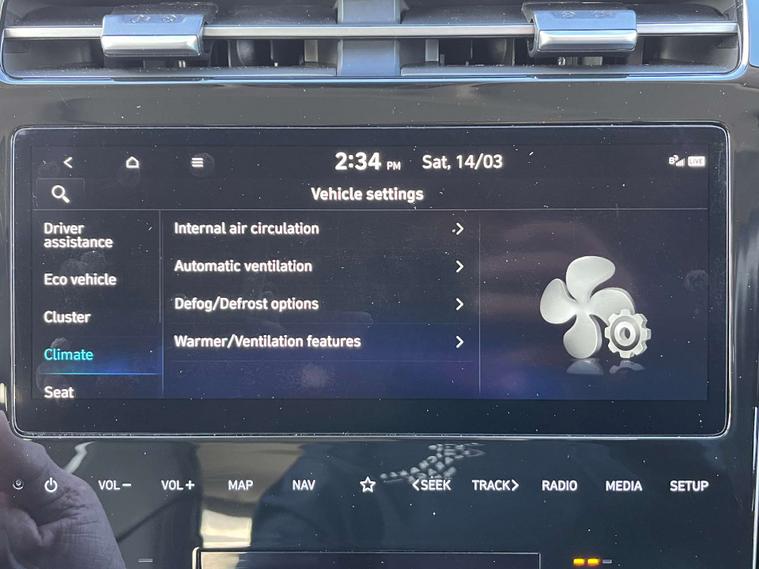 2:34 PM Sat, 14/03
LIVE
Vehicle settings
Driver
assistance
Eco vehicle
Cluster
Climate
Seat
Internal air circulation
Automatic ventilation
Defog/Defrost options
Warmer/Ventilation features
VOL− VOL+ MAP NAV <SEEK TRACK> RADIO MEDIA SETUP